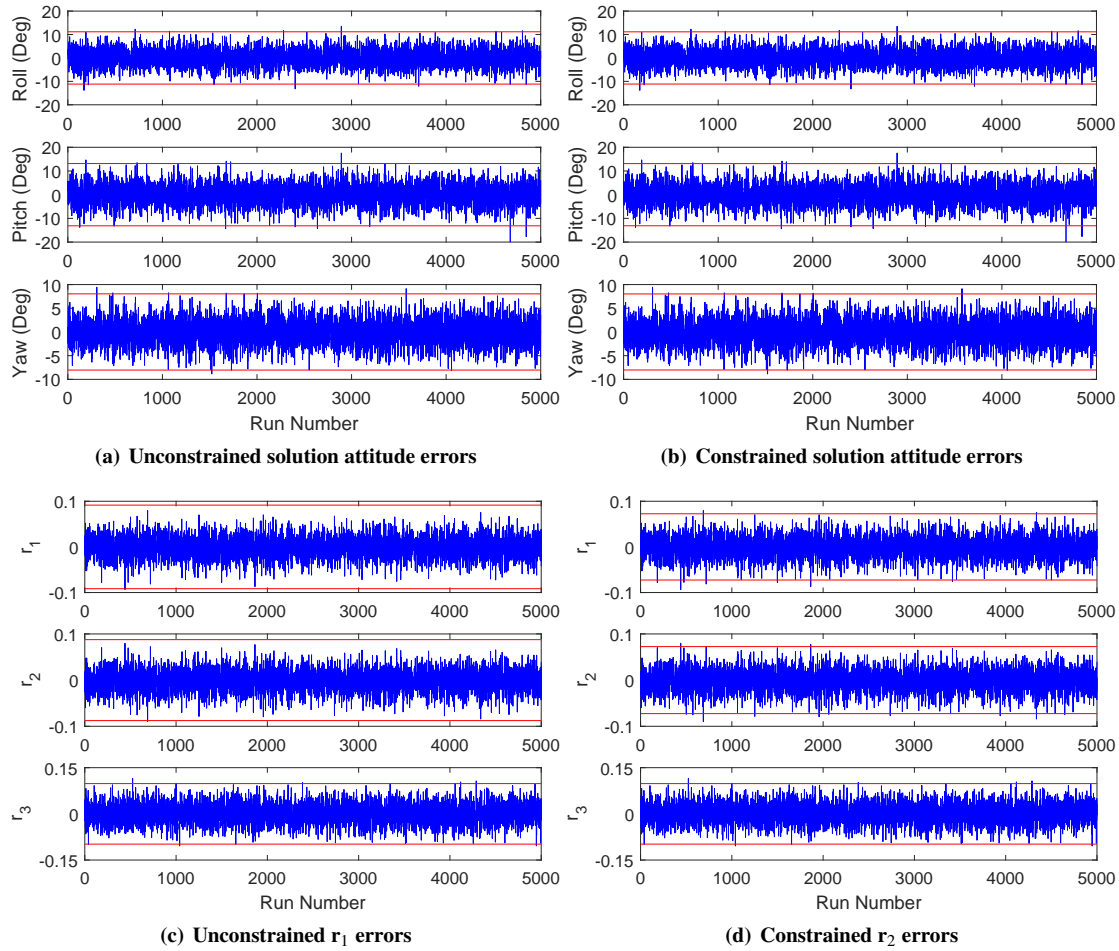 20
10
0
-10
-20
Roll (Deg)
0 1000 2000 3000 4000 5000
20
10
0
-10
-20
Pitch (Deg)
0 1000 2000 3000 4000 5000
10
5
0
-5
-10
Yaw (Deg)
0 1000 2000 3000 4000 5000
Run Number
(a) Unconstrained solution attitude errors
20
10
0
-10
-20
Roll (Deg)
0 1000 2000 3000 4000 5000
20
10
0
-10
-20
Pitch (Deg)
0 1000 2000 3000 4000 5000
10
5
0
-5
-10
Yaw (Deg)
0 1000 2000 3000 4000 5000
Run Number
(b) Constrained solution attitude errors
0.1
0
-0.1
r1
0 1000 2000 3000 4000 5000
0.1
0
-0.1
r2
0 1000 2000 3000 4000 5000
0.15
0
-0.15
r3
0 1000 2000 3000 4000 5000
Run Number
(c) Unconstrained r1 errors
0.1
0
-0.1
r1
0 1000 2000 3000 4000 5000
0.1
0
-0.1
r2
0 1000 2000 3000 4000 5000
0.15
0
-0.15
r3
0 1000 2000 3000 4000 5000
Run Number
(d) Constrained r2 errors